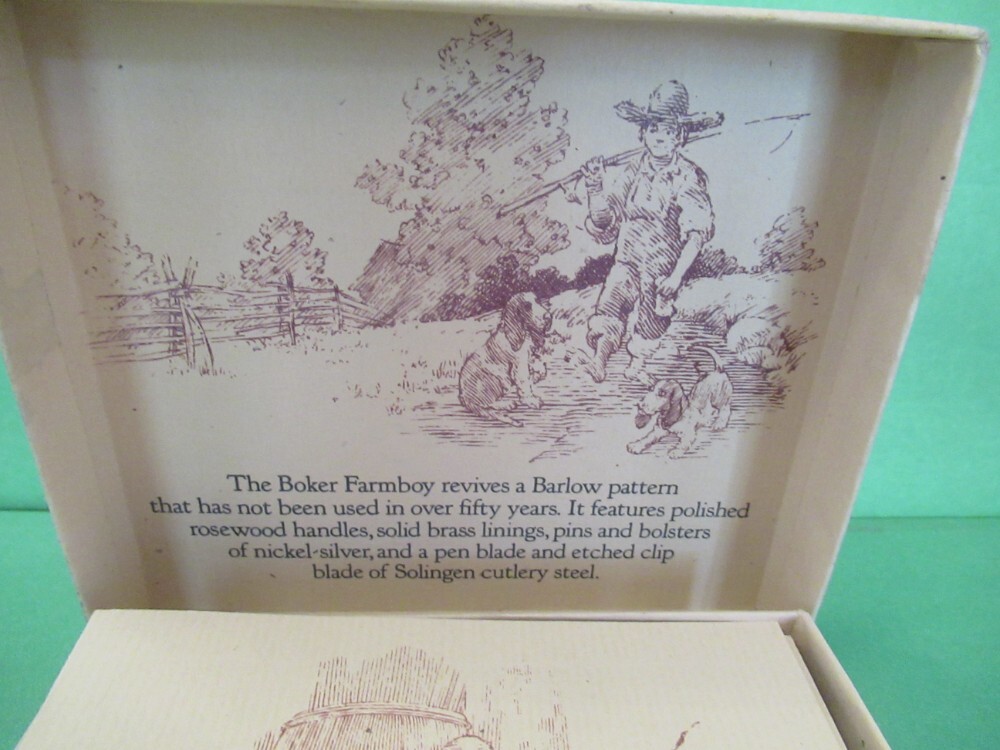 The Boker Farmboy revives a Barlow pattern
that has not been used in over fifty years. It features polished
rosewood handles, solid brass linings, pins and bolsters
of nickel-silver, and a pen blade and etched clip
blade of Solingen cutlery steel.